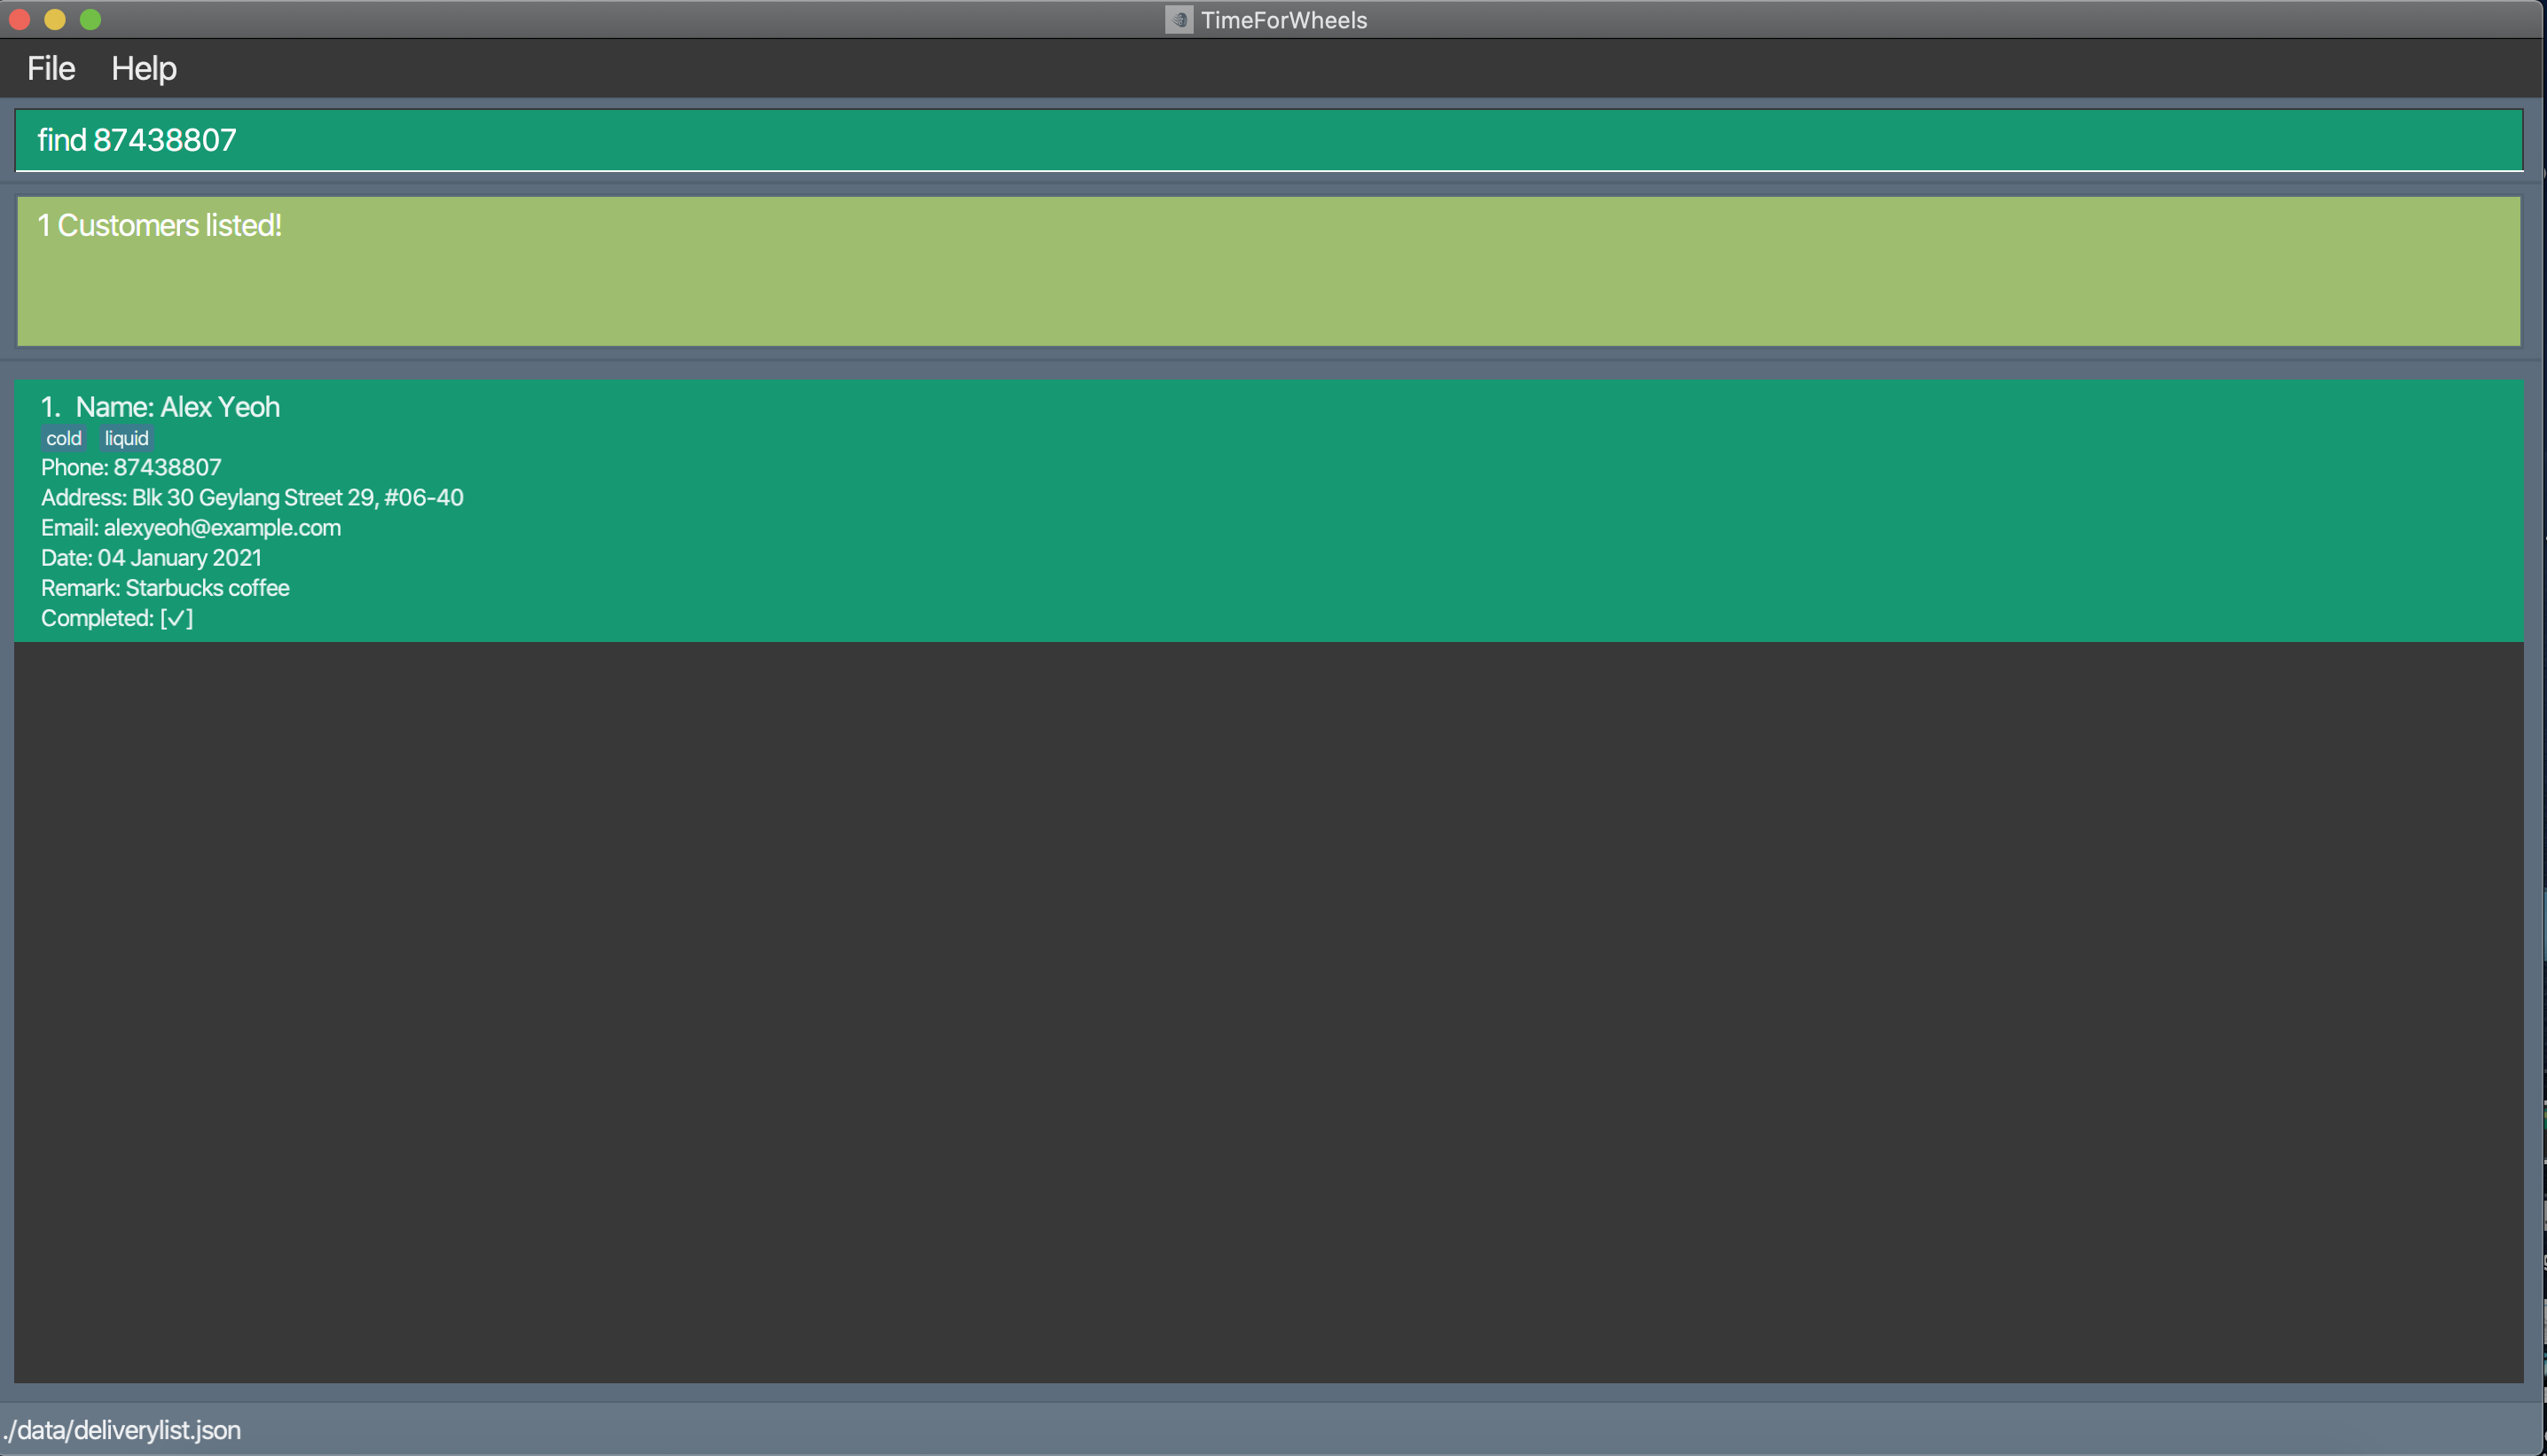 TimeForWheels
File Help
find 87438807
1 Customers listed!
1. Name: Alex Yeoh
cold liquid
Phone: 87438807
Address: Blk 30 Geylang Street 29, #06-40
Email: alexyeoh@example.com
Date: 04 January 2021
Remark: Starbucks coffee
Completed: [✓]
./data/deliverylist.json